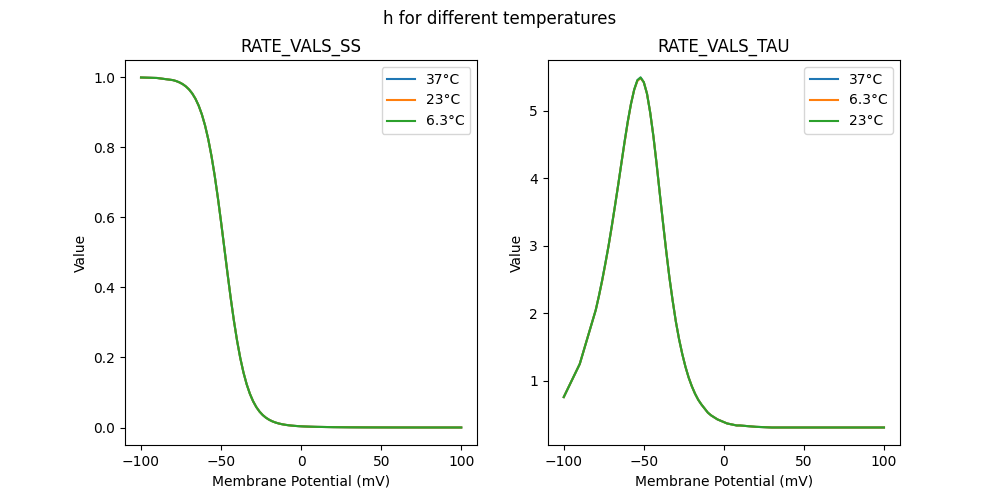 h for different temperatures
RATE_VALS_SS
1.0
0.8
0.6
0.4
0.2
0.0
Value
−100
−50
0
50
100
Membrane Potential (mV)
37°C
23°C
6.3°C
RATE_VALS_TAU
5
4
3
2
1
Value
−100
−50
0
50
100
Membrane Potential (mV)
37°C
6.3°C
23°C